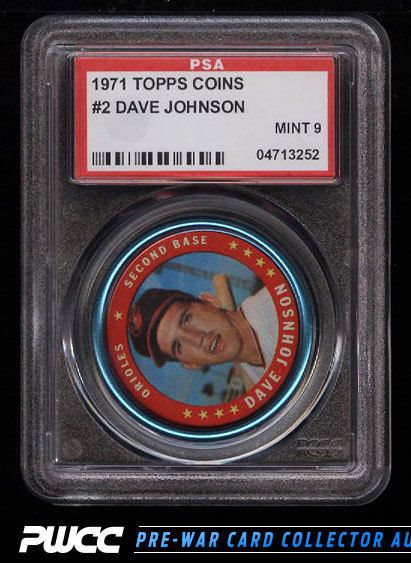 PSA
1971 TOPPS COINS
#2 DAVE JOHNSON
MINT 9
04713252
ORIOLES ★ SECOND BASE ★★★★
DAVE JOHNSON ★★★★
PWCC PRE-WAR CARD COLLECTOR AU